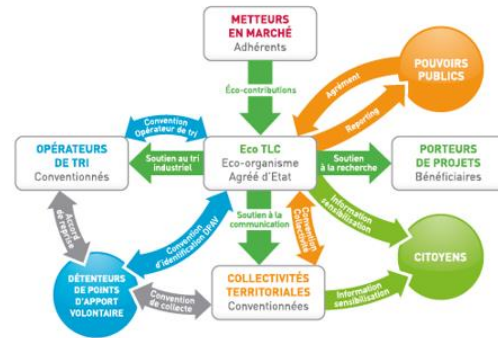 METTEURS
EN MARCHÉ
Adhérents
POUVOIRS
PUBLICS
Éco-contributions
Agrément
Reporting
Convention
Opérateur de tri
OPÉRATEURS
DE TRI
Conventionnés
Soutien au tri
industriel
Eco TLC
Eco-organisme
Agréé d'Etat
Soutien
à la recherche
PORTEURS
DE PROJETS
Bénéficiaires
Accord
de reprise
Convention
d'identification DPAV
Soutien à la
communication
Convention
Collectivité
Information
sensibilisation
CITOYENS
DÉTENTEURS
DE POINTS
D'APPORT
VOLONTAIRE
Convention
de collecte
COLLECTIVITÉS
TERRITORIALES
Conventionnées
Information
sensibilisation